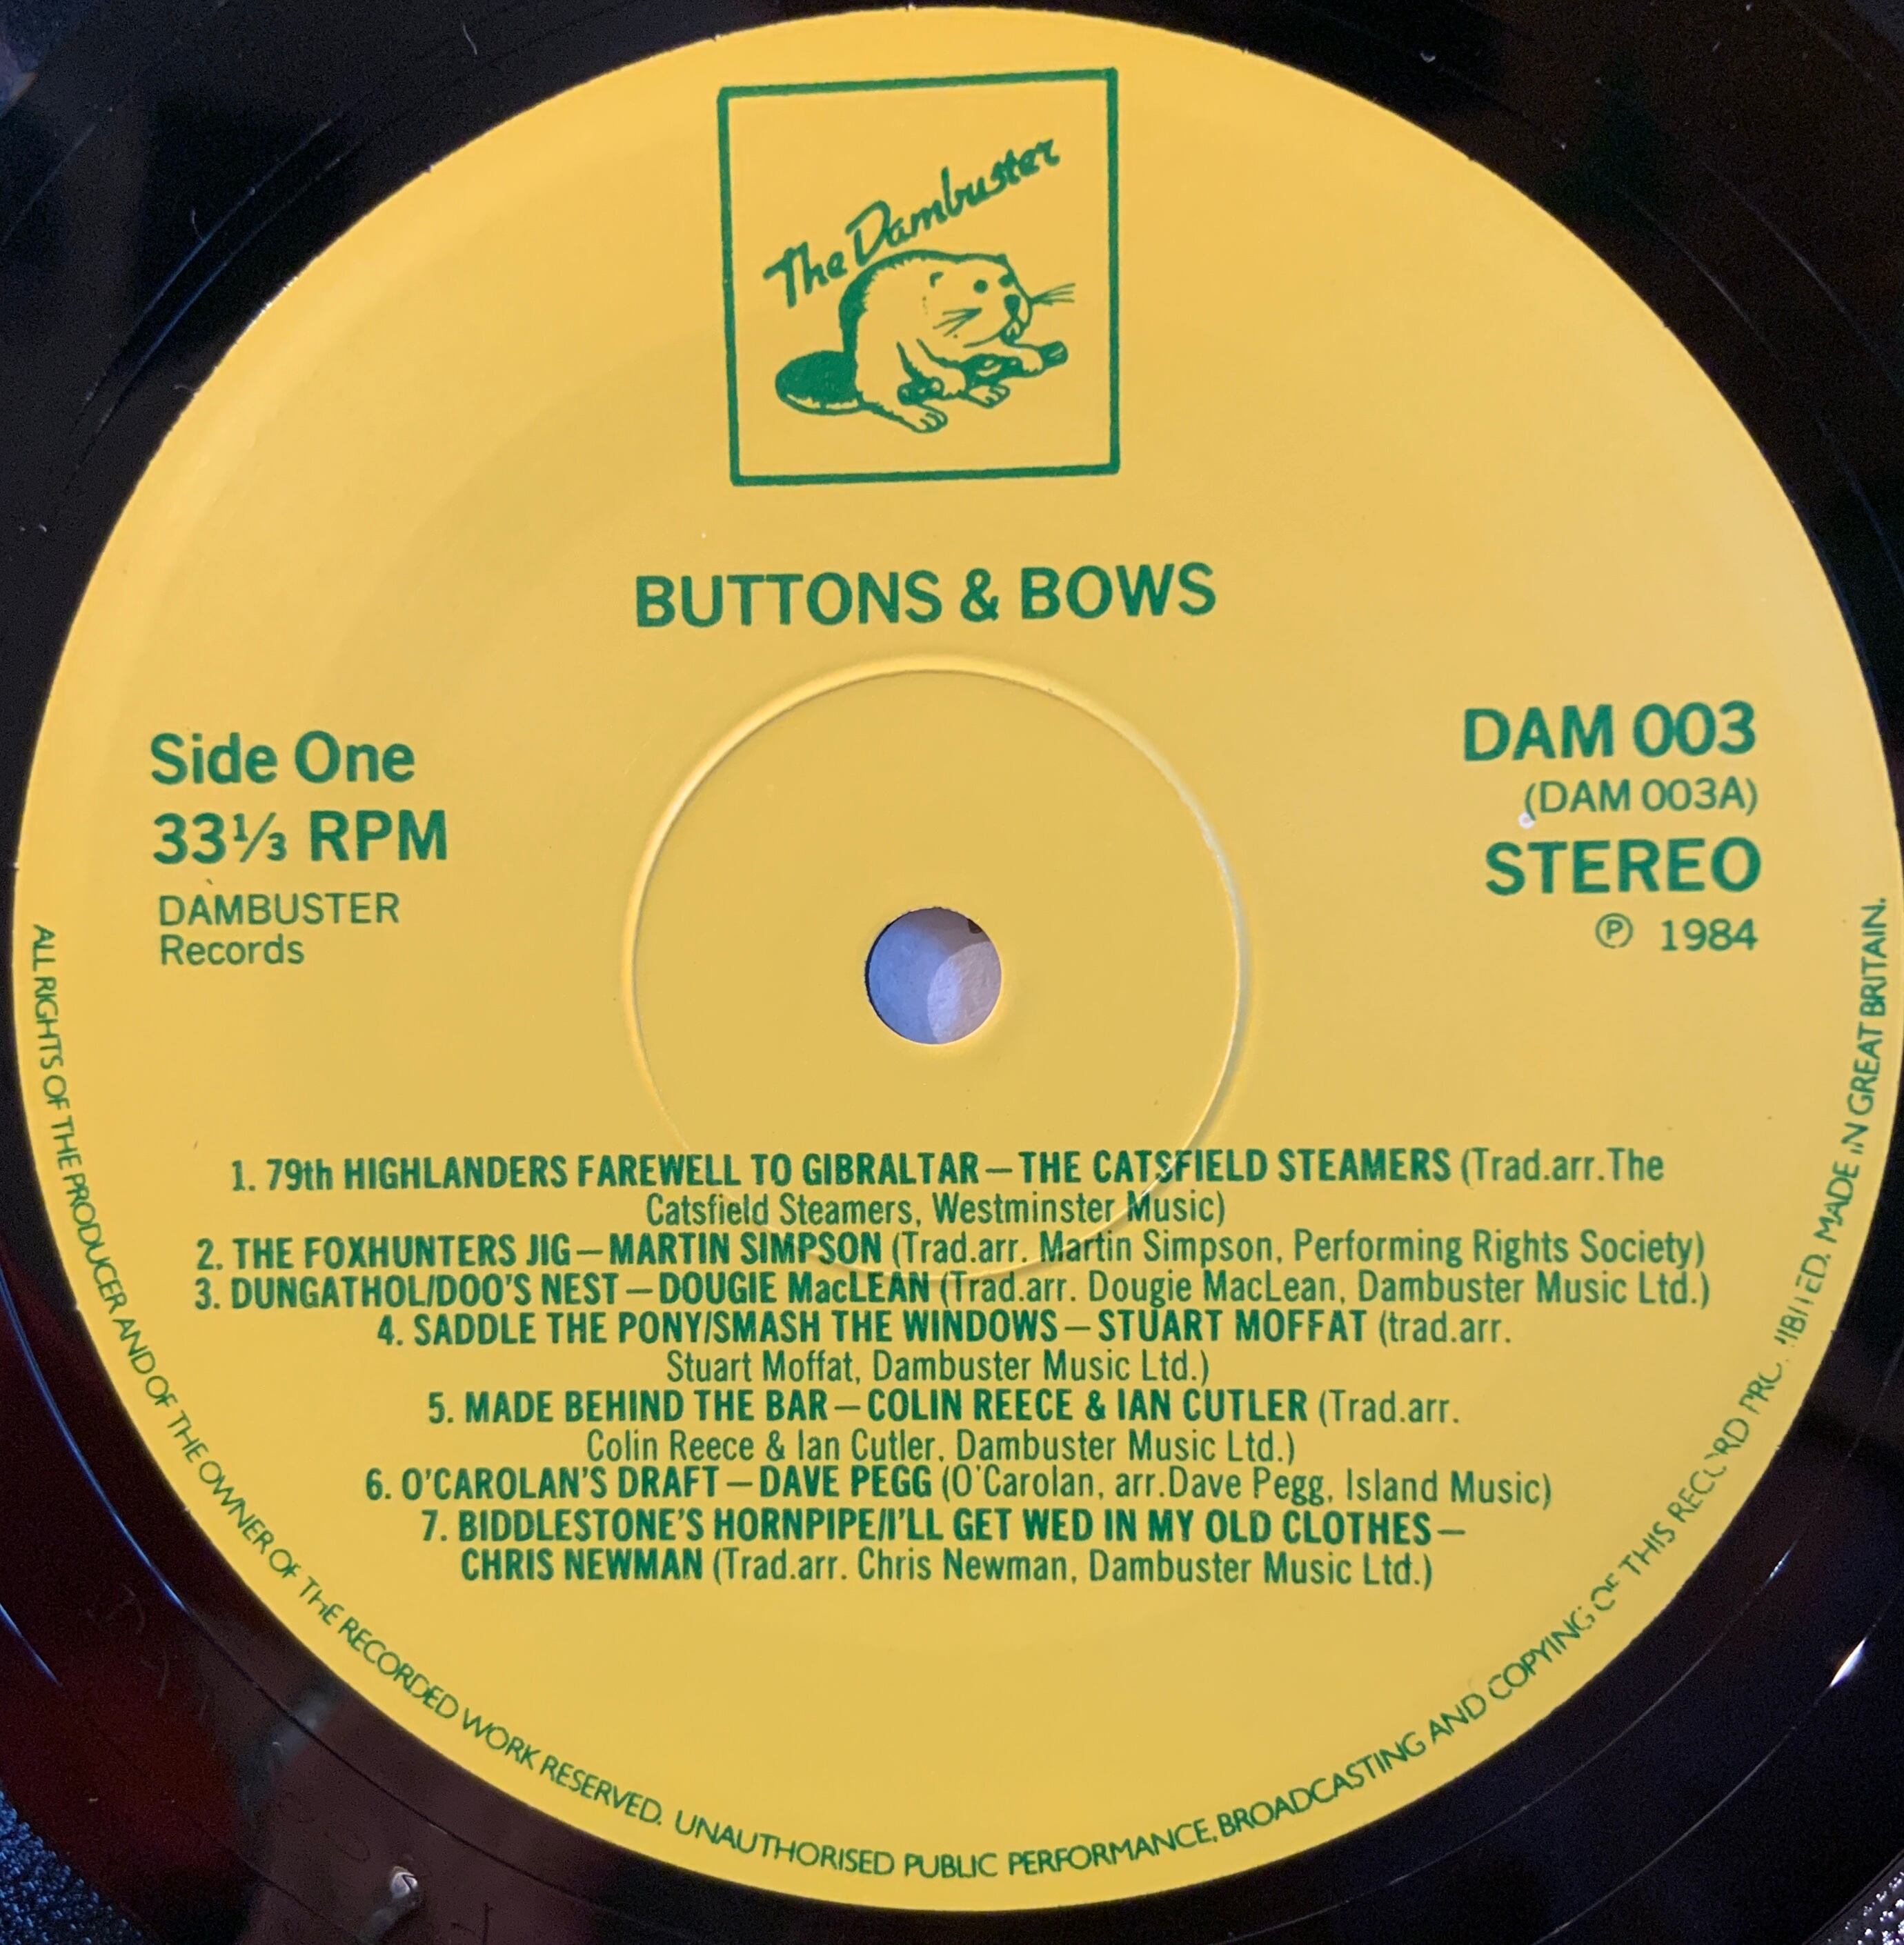 The Dambuster
BUTTONS & BOWS
Side One
33⅓ RPM
DAMBUSTER
Records
DAM 003
(DAM 003A)
STEREO
Ⓟ 1984
1. 79th HIGHLANDERS FAREWELL TO GIBRALTAR—THE CATSFIELD STEAMERS (Trad.arr.The
Catsfield Steamers, Westminster Music)
2. THE FOXHUNTERS JIG—MARTIN SIMPSON (Trad.arr. Martin Simpson, Performing Rights Society)
3. DUNGATHOL/DOO'S NEST—DOUGIE MacLEAN (Trad.arr. Dougie MacLean, Dambuster Music Ltd.)
4. SADDLE THE PONY/SMASH THE WINDOWS—STUART MOFFAT (trad.arr.
Stuart Moffat, Dambuster Music Ltd.)
5. MADE BEHIND THE BAR—COLIN REECE & IAN CUTLER (Trad.arr.
Colin Reece & Ian Cutler, Dambuster Music Ltd.)
6. O'CAROLAN'S DRAFT—DAVE PEGG (O'Carolan, arr.Dave Pegg, Island Music)
7. BIDDLESTONE'S HORNPIPE/I'LL GET WED IN MY OLD CLOTHES—
CHRIS NEWMAN (Trad.arr. Chris Newman, Dambuster Music Ltd.)
ALL RIGHTS OF THE PRODUCER AND OF THE OWNER OF THE RECORDED WORK RESERVED. UNAUTHORISED PUBLIC PERFORMANCE, BROADCASTING AND COPYING OF THIS RECORD PROHIBITED. MADE IN GREAT BRITAIN.